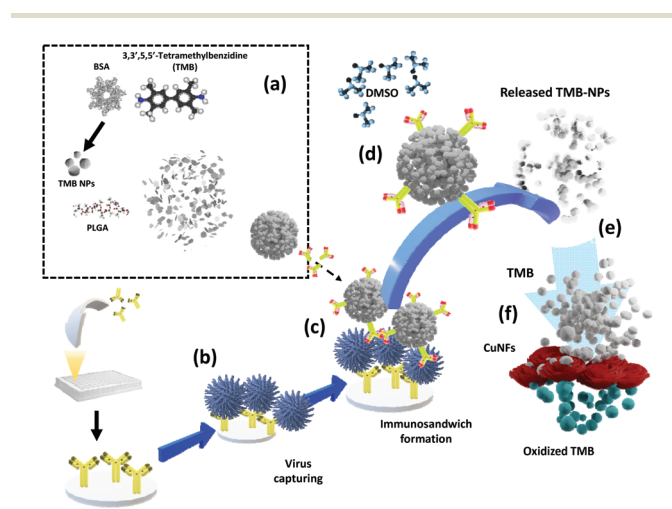 3,3',5,5'-Tetramethylbenzidine
(TMB)
BSA
(a)
TMB NPs
PLGA
DMSO
(d)
Released TMB-NPs
(e)
TMB
(f)
CuNFs
Oxidized TMB
(c)
Immunosandwich
formation
(b)
Virus
capturing